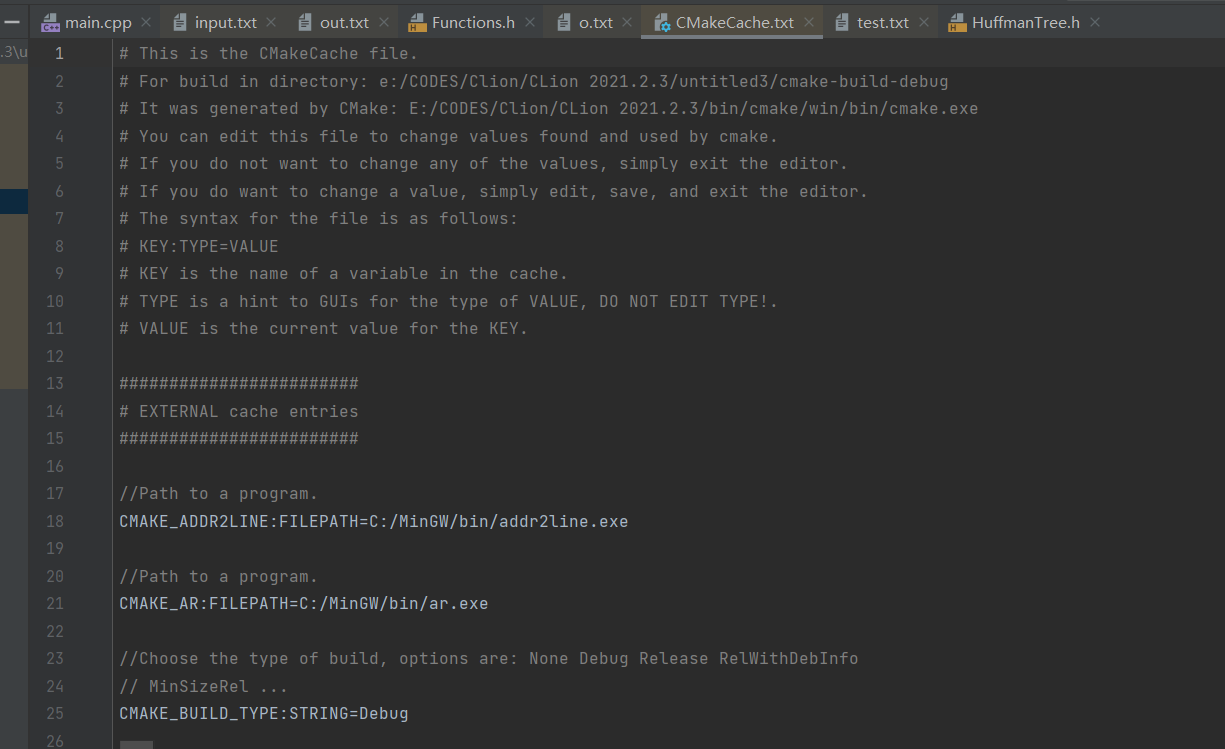 main.cpp input.txt out.txt Functions.h o.txt CMakeCache.txt test.txt HuffmanTree.h
.3\u
1 # This is the CMakeCache file.
2 # For build in directory: e:/CODES/Clion/CLion 2021.2.3/untitled3/cmake-build-debug
3 # It was generated by CMake: E:/CODES/Clion/CLion 2021.2.3/bin/cmake/win/bin/cmake.exe
4 # You can edit this file to change values found and used by cmake.
5 # If you do not want to change any of the values, simply exit the editor.
6 # If you do want to change a value, simply edit, save, and exit the editor.
7 # The syntax for the file is as follows:
8 # KEY:TYPE=VALUE
9 # KEY is the name of a variable in the cache.
10 # TYPE is a hint to GUIs for the type of VALUE, DO NOT EDIT TYPE!.
11 # VALUE is the current value for the KEY.
12
13 ########################
14 # EXTERNAL cache entries
15 ########################
16
17 //Path to a program.
18 CMAKE_ADDR2LINE:FILEPATH=C:/MinGW/bin/addr2line.exe
19
20 //Path to a program.
21 CMAKE_AR:FILEPATH=C:/MinGW/bin/ar.exe
22
23 //Choose the type of build, options are: None Debug Release RelWithDebInfo
24 // MinSizeRel ...
25 CMAKE_BUILD_TYPE:STRING=Debug
26